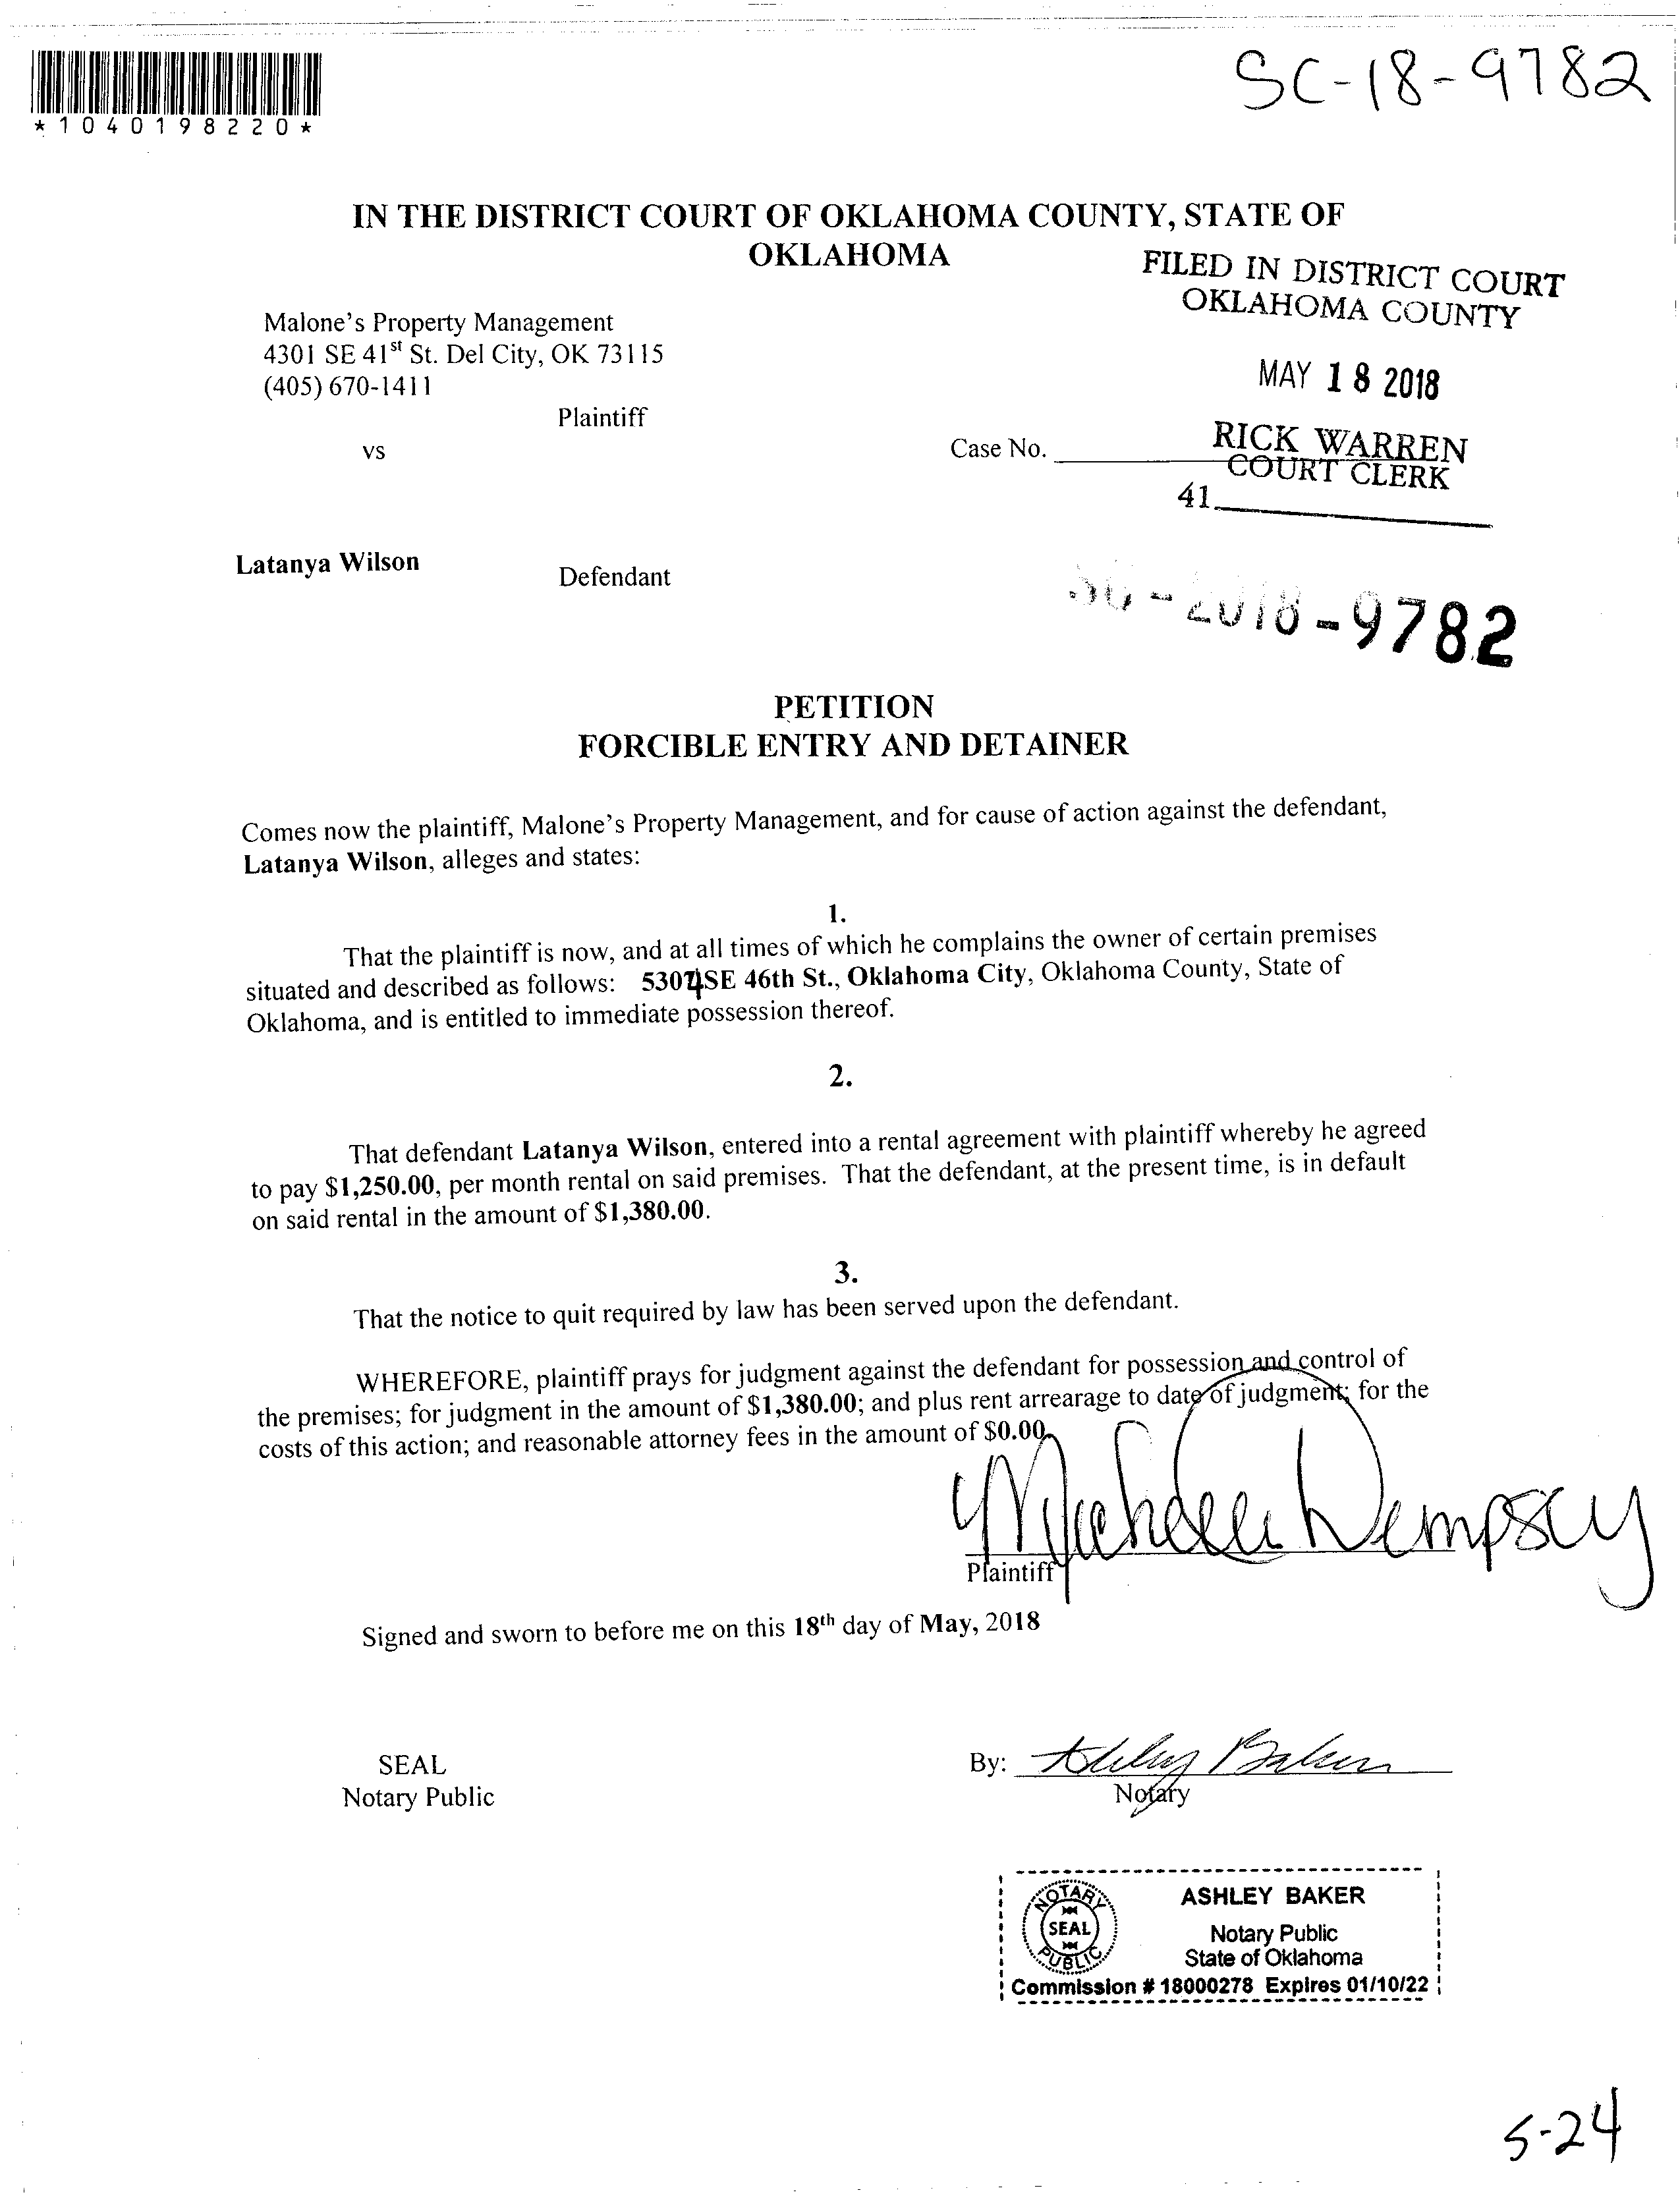 SC-18-9782
*1040198220*
IN THE DISTRICT COURT OF OKLAHOMA COUNTY, STATE OF
OKLAHOMA
FILED IN DISTRICT COURT
OKLAHOMA COUNTY
Malone's Property Management
4301 SE 41st St. Del City, OK 73115
(405) 670-1411
MAY 18 2018
Plaintiff
vs
Case No.
RICK WARREN
COURT CLERK
41
Latanya Wilson
Defendant
SC-2018-9782
PETITION
FORCIBLE ENTRY AND DETAINER
Comes now the plaintiff, Malone's Property Management, and for cause of action against the defendant,
Latanya Wilson, alleges and states:
1.
That the plaintiff is now, and at all times of which he complains the owner of certain premises
situated and described as follows: SE 46th St., Oklahoma City, Oklahoma County, State of
Oklahoma, and is entitled to immediate possession thereof.
2.
That defendant Latanya Wilson, entered into a rental agreement with plaintiff whereby he agreed
to pay $1,250.00, per month rental on said premises. That the defendant, at the present time, is in default
on said rental in the amount of $1,380.00.
3.
That the notice to quit required by law has been served upon the defendant.
WHEREFORE, plaintiff prays for judgment against the defendant for possession and control of
the premises; for judgment in the amount of $1,380.00; and plus rent arrearage to date of judgment; for the
costs of this action; and reasonable attorney fees in the amount of $0.00.
Dempsey
Plaintiff
Signed and sworn to before me on this 18th day of May, 2018
SEAL
Notary Public
By: Ashley Baker
Notary
NOTARY
SEAL
PUBLIC
ASHLEY BAKER
Notary Public
State of Oklahoma
Commission # 18000278 Expires 01/10/22
5-24